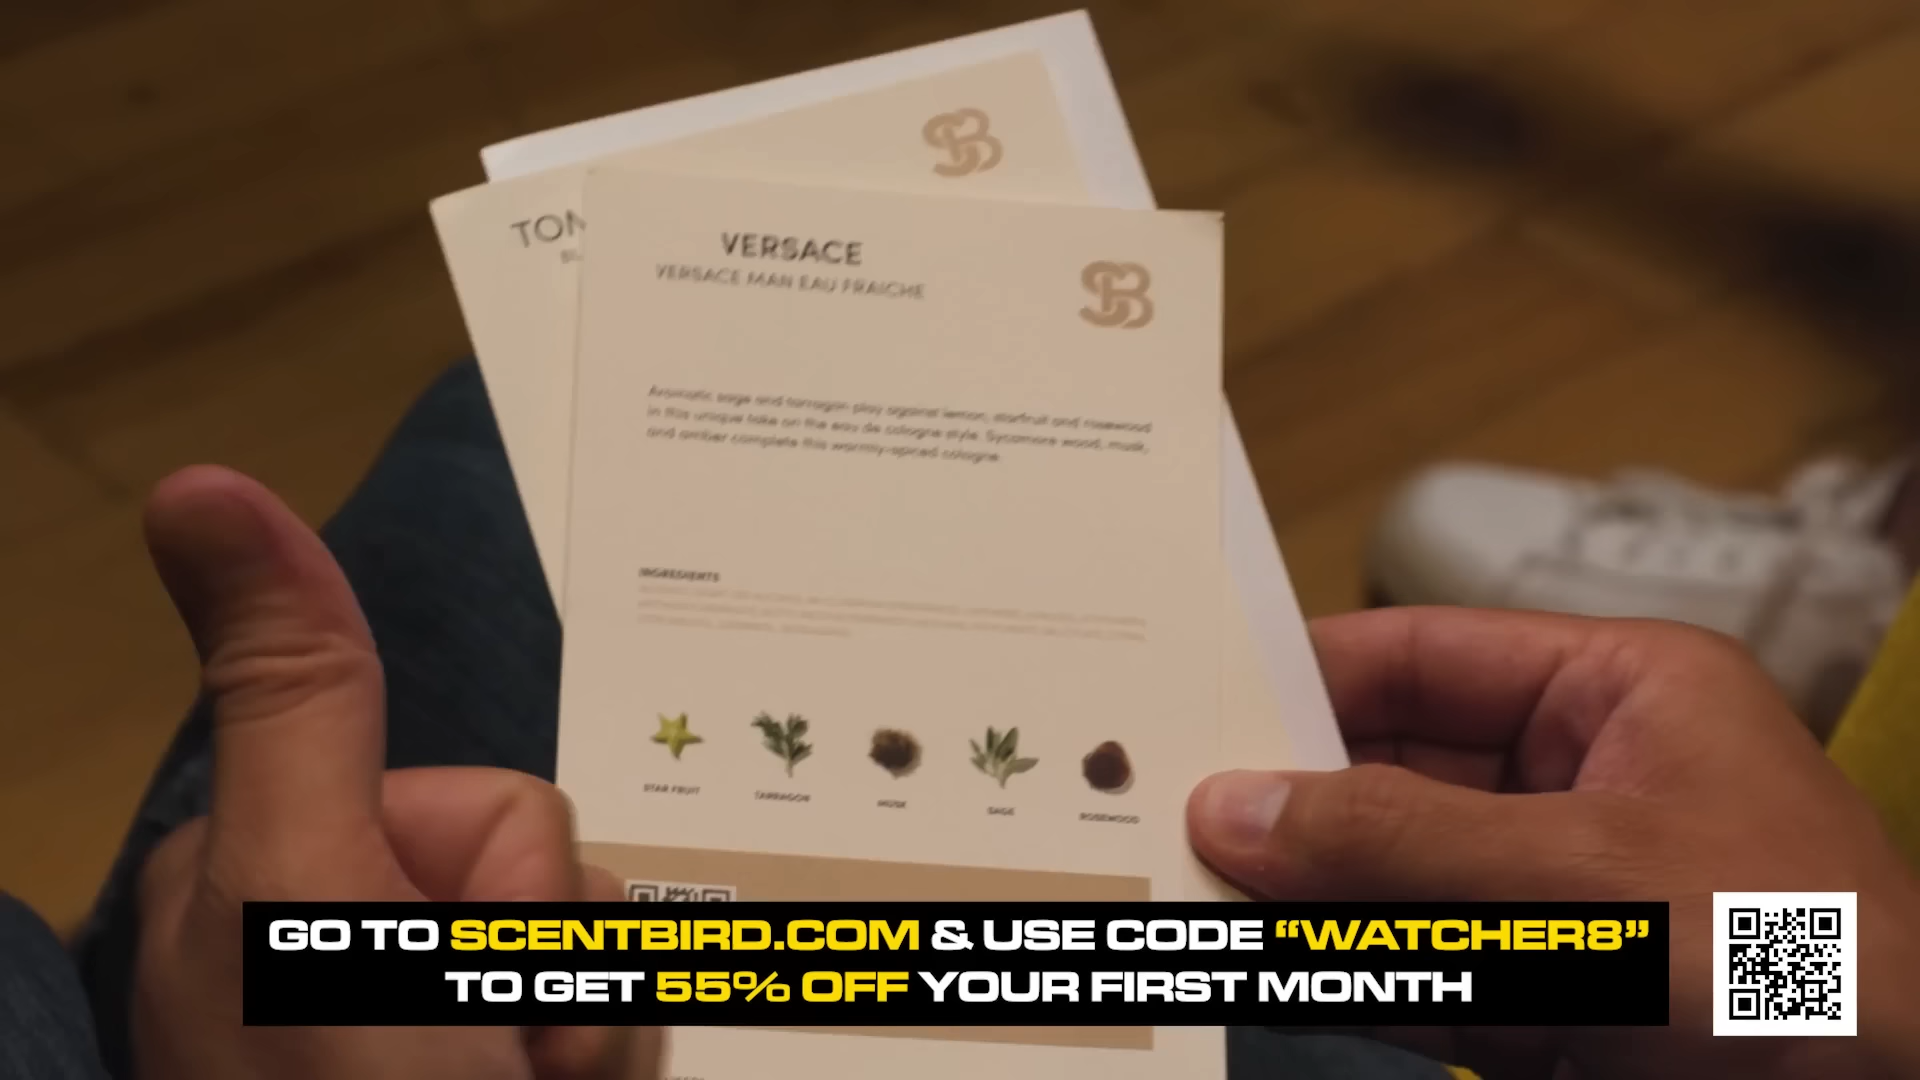 TOM
VERSACE
VERSACE MAN EAU FRAICHE
Aromatic sage and tarragon play against lemon, starfruit and rosewood
in this unique take on the eau de cologne style. Sycamore wood, musk,
and amber complete this warmly-spiced cologne.
INGREDIENTS
STAR FRUIT
TARRAGON
MUSK
SAGE
ROSEWOOD
GO TO SCENTBIRD.COM & USE CODE “WATCHER8”
TO GET 55% OFF YOUR FIRST MONTH